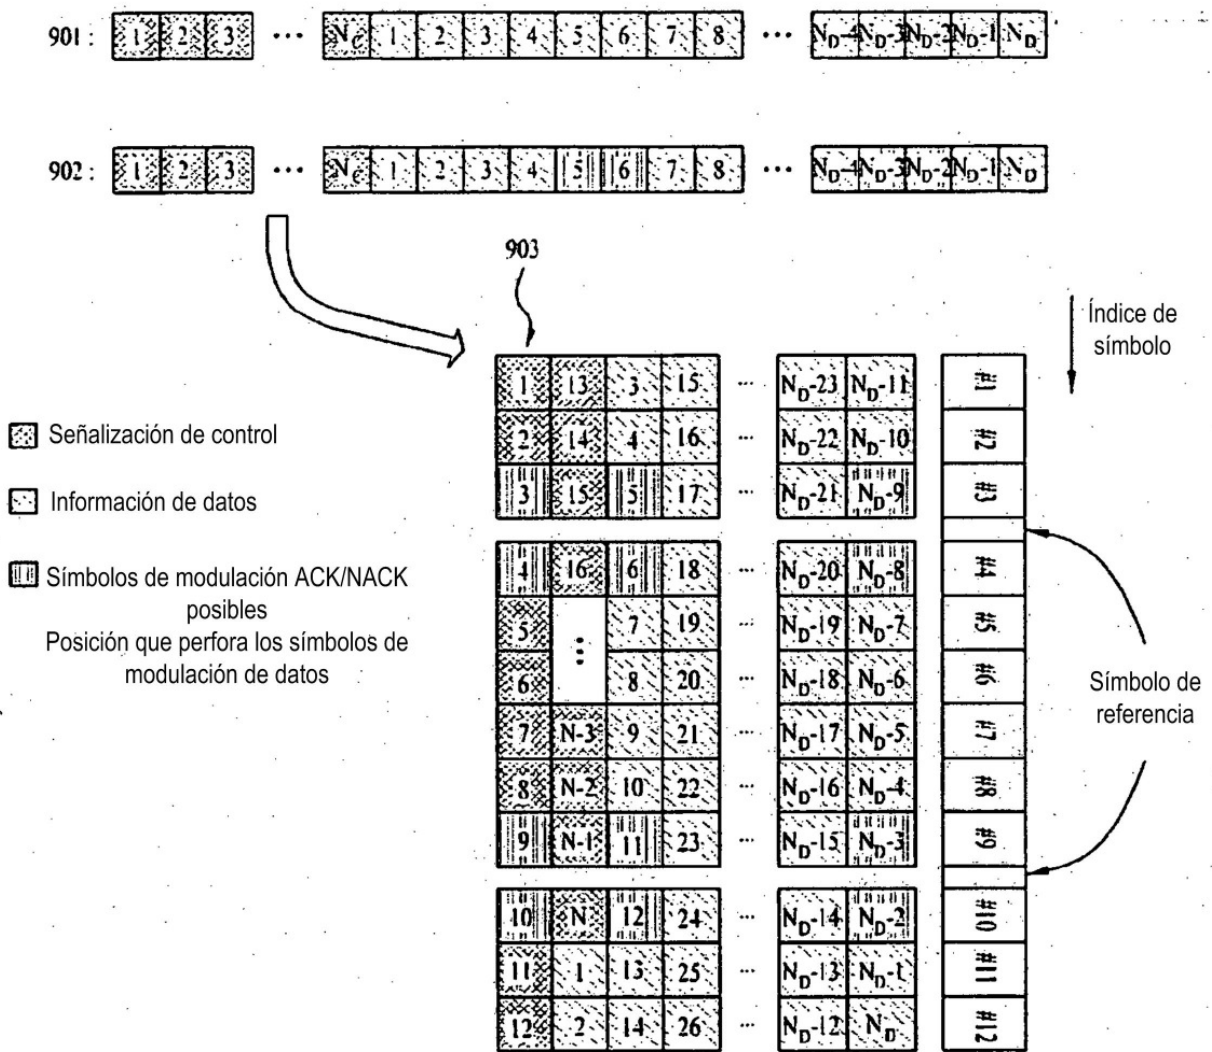 901 : 1 2 3 ... N_C 1 2 3 4 5 6 7 8 ... N_D-4 N_D-3 N_D-2 N_D-1 N_D
902 : 1 2 3 ... N_C 1 2 3 4 5 6 7 8 ... N_D-4 N_D-3 N_D-2 N_D-1 N_D
903
Índice de
símbolo
Señalización de control
Información de datos
Símbolos de modulación ACK/NACK
posibles
Posición que perfora los símbolos de
modulación de datos
1 13 3 15 ... N_D-23 N_D-11 #1
2 14 4 16 ... N_D-22 N_D-10 #2
3 15 5 17 N_D-21 N_D-9 #3
4 16 6 18 N_D-20 N_D-8 #4
5 ... 7 19 ... N_D-19 N_D-7 #5
6 8 20 ... N_D-18 N_D-6 #6
7 N-3 9 21 ... N_D-17 N_D-5 #7
8 N-2 10 22 ... N_D-16 N_D-4 #8
9 N-1 11 23 ... N_D-15 N_D-3 #9
10 N 12 24 ... N_D-14 N_D-2 #10
11 1 13 25 ... N_D-13 N_D-1 #11
12 2 14 26 ... N_D-12 N_D #12
Símbolo de
referencia